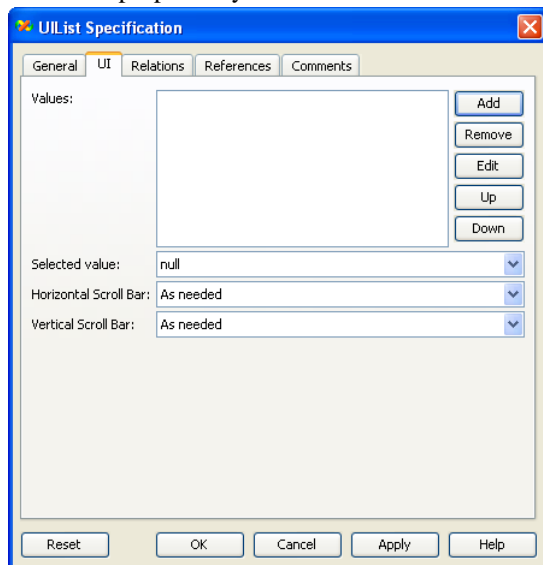 UIList Specification
General UI Relations References Comments
Values:
Add
Remove
Edit
Up
Down
Selected value: null
Horizontal Scroll Bar: As needed
Vertical Scroll Bar: As needed
Reset OK Cancel Apply Help